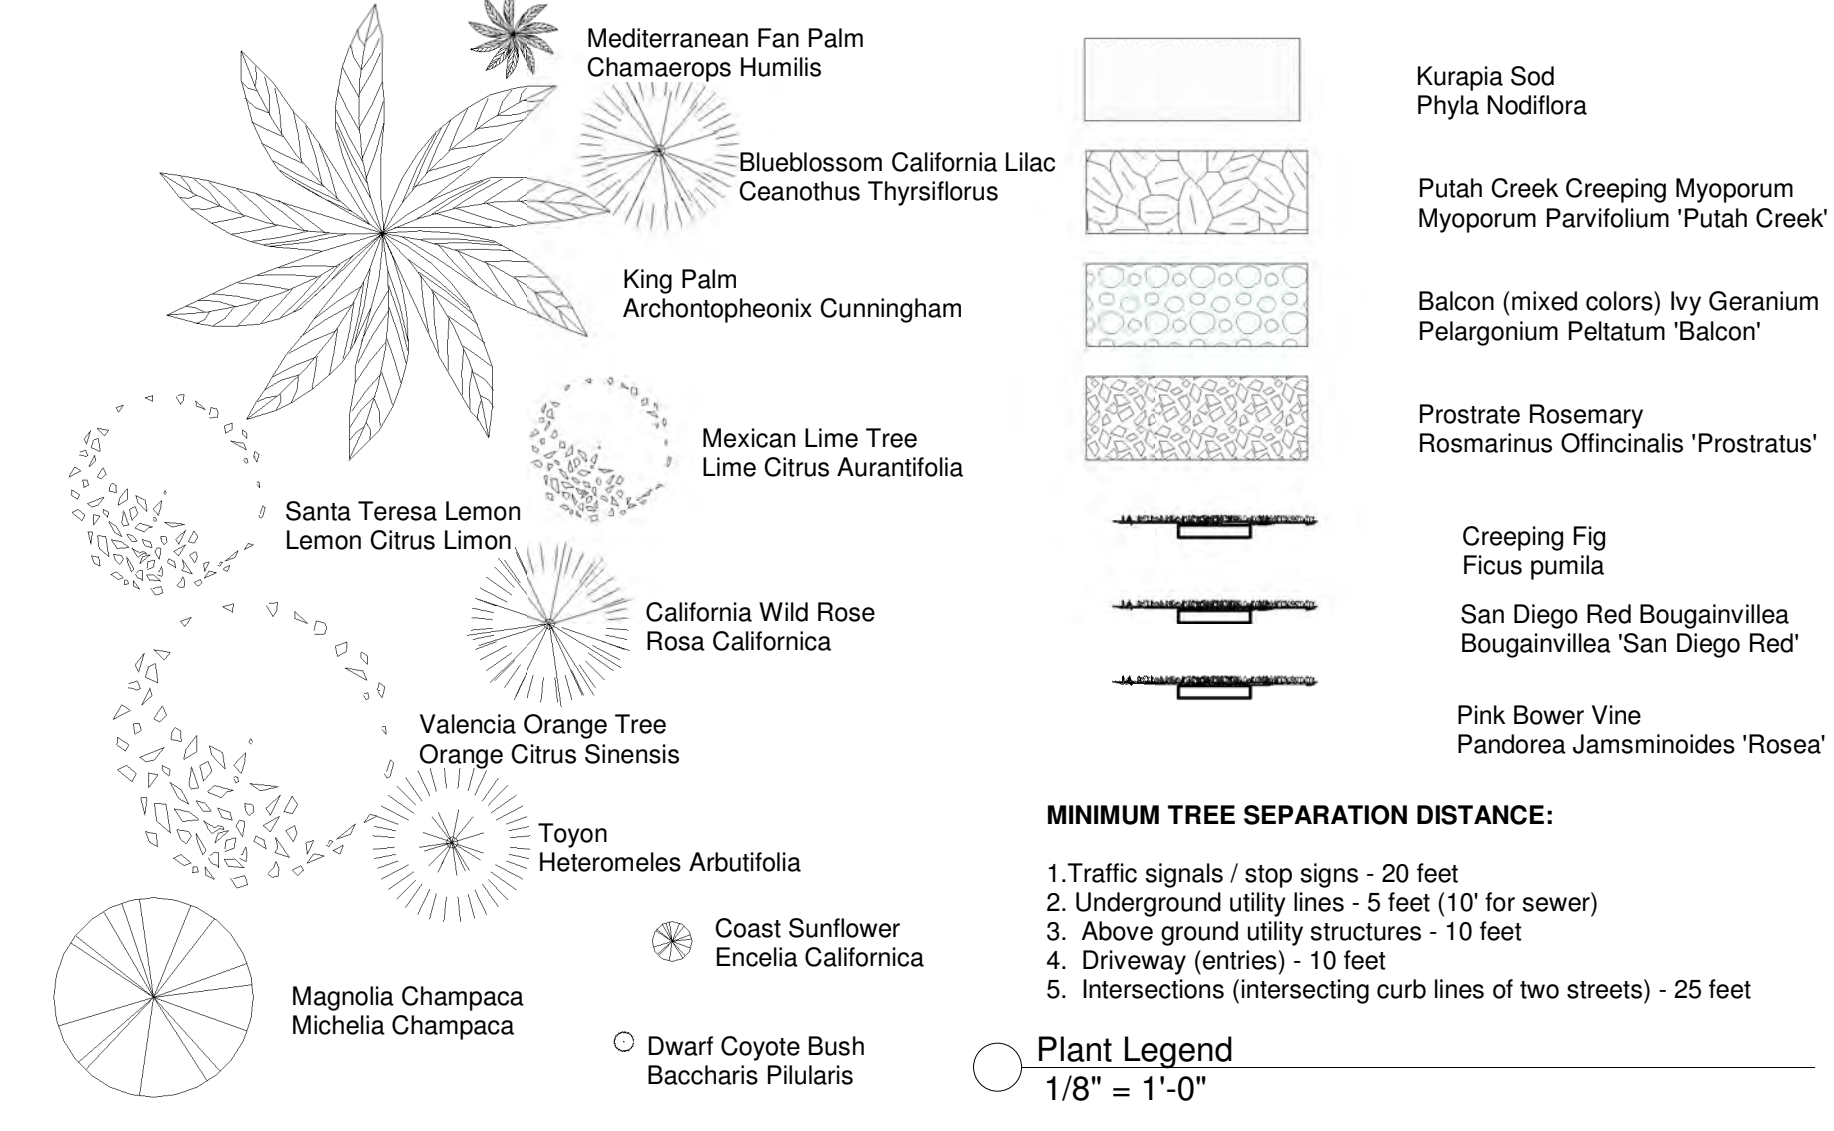 Mediterranean Fan Palm
Chamaerops Humilis
Blueblossom California Lilac
Ceanothus Thyrsiflorus
King Palm
Archontopheonix Cunningham
Mexican Lime Tree
Lime Citrus Aurantifolia
Santa Teresa Lemon
Lemon Citrus Limon
California Wild Rose
Rosa Californica
Valencia Orange Tree
Orange Citrus Sinensis
Toyon
Heteromeles Arbutifolia
Coast Sunflower
Encelia Californica
Magnolia Champaca
Michelia Champaca
Dwarf Coyote Bush
Baccharis Pilularis
Kurapia Sod
Phyla Nodiflora
Putah Creek Creeping Myoporum
Myoporum Parvifolium 'Putah Creek'
Balcon (mixed colors) Ivy Geranium
Pelargonium Peltatum 'Balcon'
Prostrate Rosemary
Rosmarinus Offincinalis 'Prostratus'
Creeping Fig
Ficus pumila
San Diego Red Bougainvillea
Bougainvillea 'San Diego Red'
Pink Bower Vine
Pandorea Jamsminoides 'Rosea'
MINIMUM TREE SEPARATION DISTANCE:
1.Traffic signals / stop signs - 20 feet
2. Underground utility lines - 5 feet (10' for sewer)
3. Above ground utility structures - 10 feet
4. Driveway (entries) - 10 feet
5. Intersections (intersecting curb lines of two streets) - 25 feet
Plant Legend
1/8" = 1'-0"